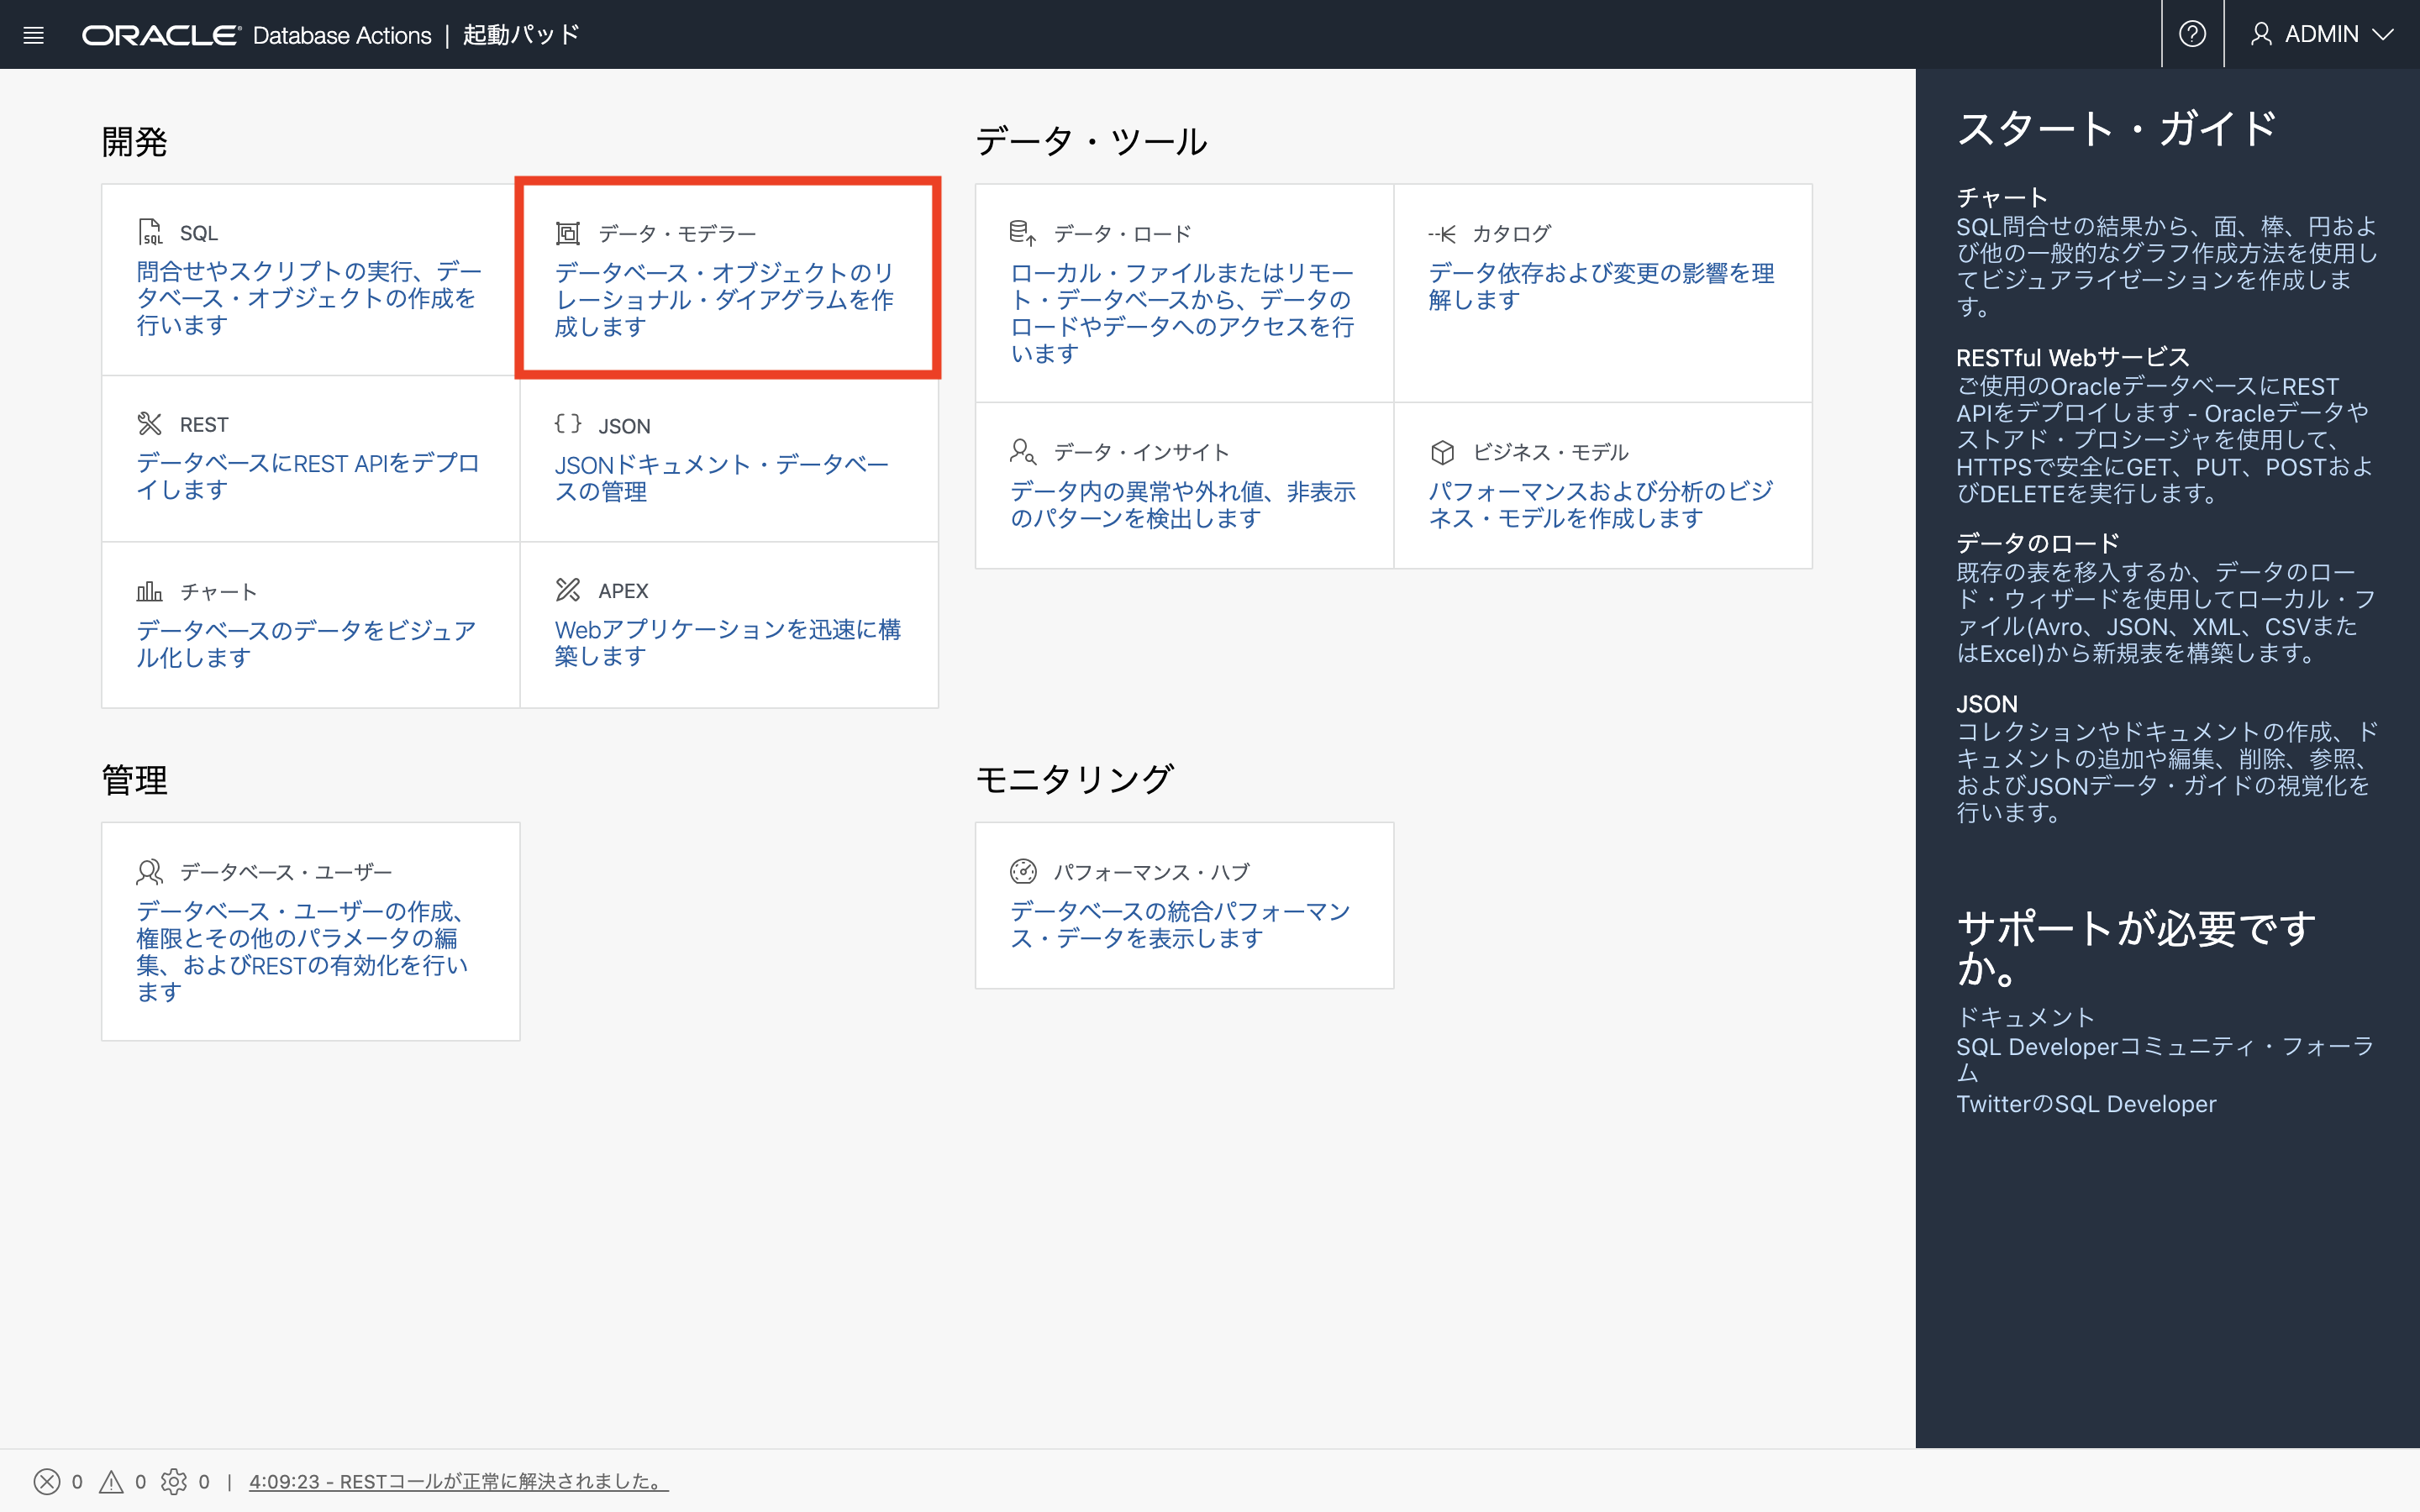 ORACLE Database Actions | 起動パッド
ADMIN
開発
SQL
問合せやスクリプトの実行、デー
タベース・オブジェクトの作成を
行います
データ・モデラー
データベース・オブジェクトのリ
レーショナル・ダイアグラムを作
成します
REST
データベースにREST APIをデプロ
イします
JSON
JSONドキュメント・データベー
スの管理
チャート
データベースのデータをビジュア
ル化します
APEX
Webアプリケーションを迅速に構
築します
データ・ツール
データ・ロード
ローカル・ファイルまたはリモー
ト・データベースから、データの
ロードやデータへのアクセスを行
います
カタログ
データ依存および変更の影響を理
解します
データ・インサイト
データ内の異常や外れ値、非表示
のパターンを検出します
ビジネス・モデル
パフォーマンスおよび分析のビジ
ネス・モデルを作成します
管理
データベース・ユーザー
データベース・ユーザーの作成、
権限とその他のパラメータの編
集、およびRESTの有効化を行い
ます
モニタリング
パフォーマンス・ハブ
データベースの統合パフォーマン
ス・データを表示します
スタート・ガイド
チャート
SQL問合せの結果から、面、棒、円およ
び他の一般的なグラフ作成方法を使用し
てビジュアライゼーションを作成しま
す。
RESTful Webサービス
ご使用のOracleデータベースにREST
APIをデプロイします - Oracleデータや
ストアド・プロシージャを使用して、
HTTPSで安全にGET、PUT、POSTおよ
びDELETEを実行します。
データのロード
既存の表を移入するか、データのロー
ド・ウィザードを使用してローカル・フ
ァイル(Avro、JSON、XML、CSVまた
はExcel)から新規表を構築します。
JSON
コレクションやドキュメントの作成、ド
キュメントの追加や編集、削除、参照、
およびJSONデータ・ガイドの視覚化を
行います。
サポートが必要です
か。
ドキュメント
SQL Developerコミュニティ・フォーラ
ム
TwitterのSQL Developer
0 0 0 | 4:09:23 - RESTコールが正常に解決されました。